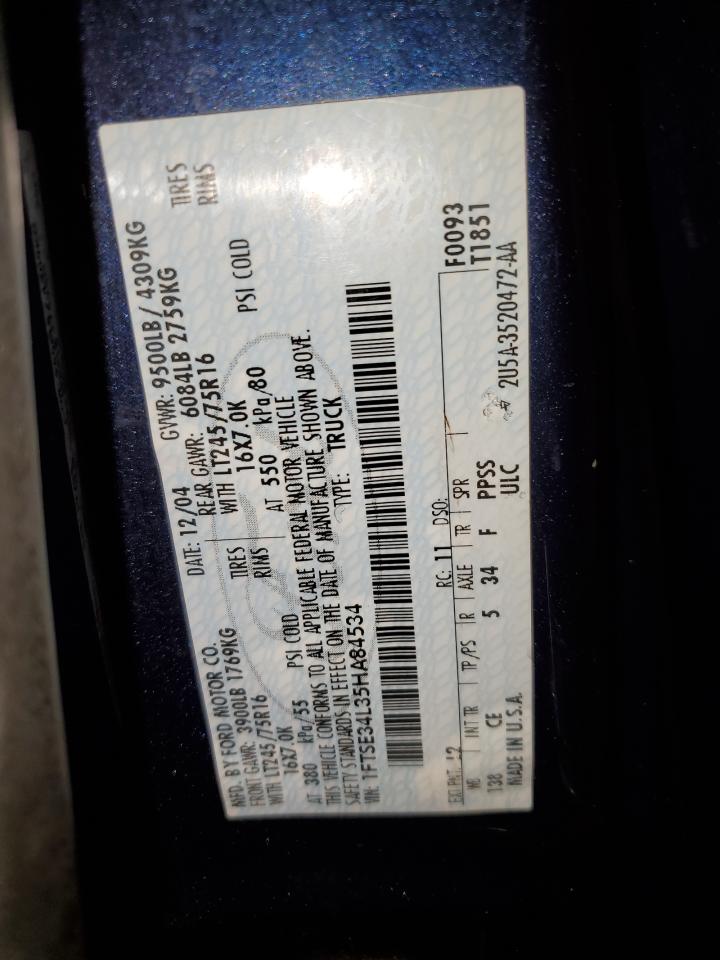 MFD. BY FORD MOTOR CO.
DATE: 12/04 GVWR: 9500LB / 4309KG
FRONT GAWR: 3900LB 1769KG REAR GAWR: 6084LB 2759KG
WITH LT245/75R16 TIRES WITH LT245/75R16 TIRES
16X7.0K RIMS 16X7.0K RIMS
AT 380 kPa/55 PSI COLD AT 550 kPa/80 PSI COLD
THIS VEHICLE CONFORMS TO ALL APPLICABLE FEDERAL MOTOR VEHICLE
SAFETY STANDARDS IN EFFECT ON THE DATE OF MANUFACTURE SHOWN ABOVE.
VIN: 1FTSE34L35HA84534 TYPE: TRUCK
F0093
T1851
EXT PNT: 12 RC: 11 DSO:
WB INT TR TP/PS R AXLE TR SPR
138 CE 5 34 F PPSS
MADE IN U.S.A. ULC
2U5A-3520472-AA